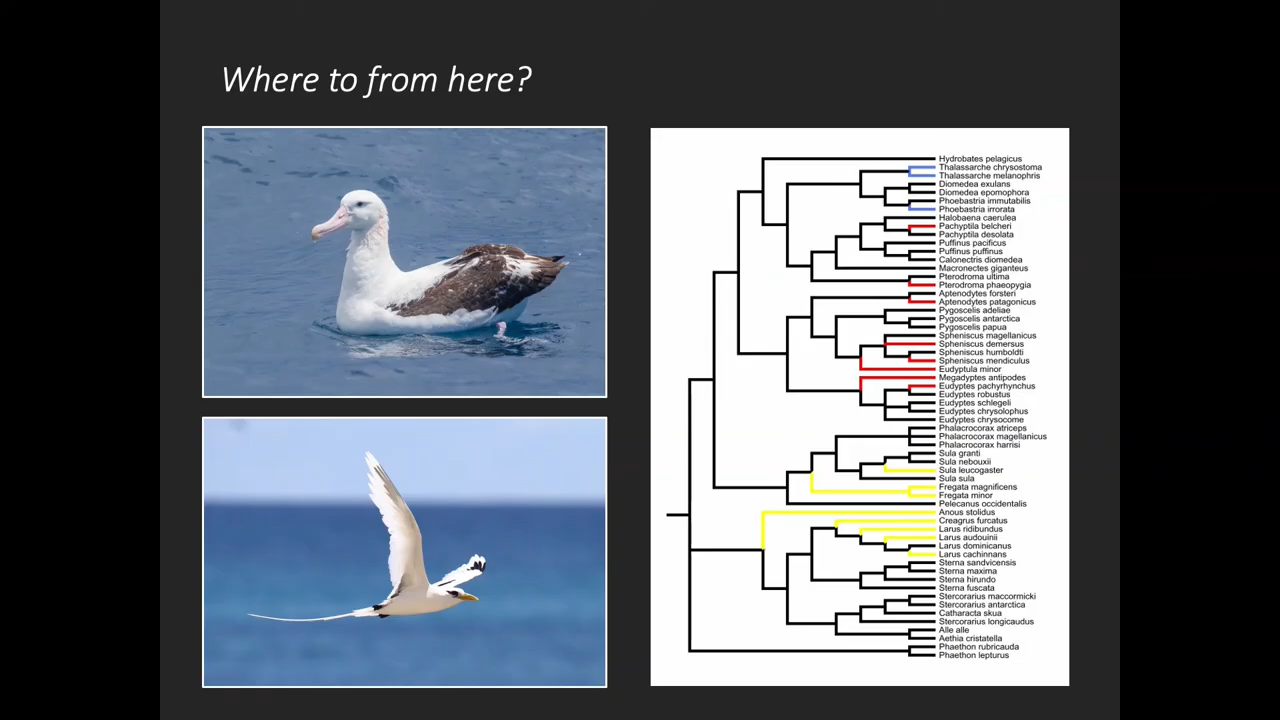 Where to from here?
Hydrobates pelagicus
Thalassarche chrysostoma
Thalassarche melanophris
Diomedea exulans
Diomedea epomophora
Phoebastria immutabilis
Phoebastria irrorata
Halobaena caerulea
Pachyptila belcheri
Pachyptila desolata
Puffinus pacificus
Puffinus puffinus
Calonectris diomedea
Macronectes giganteus
Pterodroma ultima
Pterodroma phaeopygia
Aptenodytes forsteri
Aptenodytes patagonicus
Pygoscelis adeliae
Pygoscelis antarctica
Pygoscelis papua
Spheniscus magellanicus
Spheniscus demersus
Spheniscus humboldti
Spheniscus mendiculus
Eudyptula minor
Megadyptes antipodes
Eudyptes pachyrhynchus
Eudyptes robustus
Eudyptes schlegeli
Eudyptes chrysolophus
Eudyptes chrysocome
Phalacrocorax atriceps
Phalacrocorax magellanicus
Phalacrocorax harrisi
Sula granti
Sula nebouxii
Sula leucogaster
Sula sula
Fregata magnificens
Fregata minor
Pelecanus occidentalis
Anous stolidus
Creagrus furcatus
Larus ridibundus
Larus audouinii
Larus dominicanus
Larus cachinnans
Sterna sandvicensis
Sterna maxima
Sterna hirundo
Sterna fuscata
Stercorarius maccormicki
Stercorarius antarctica
Catharacta skua
Stercorarius longicaudus
Alle alle
Aethia cristatella
Phaethon rubricauda
Phaethon lepturus